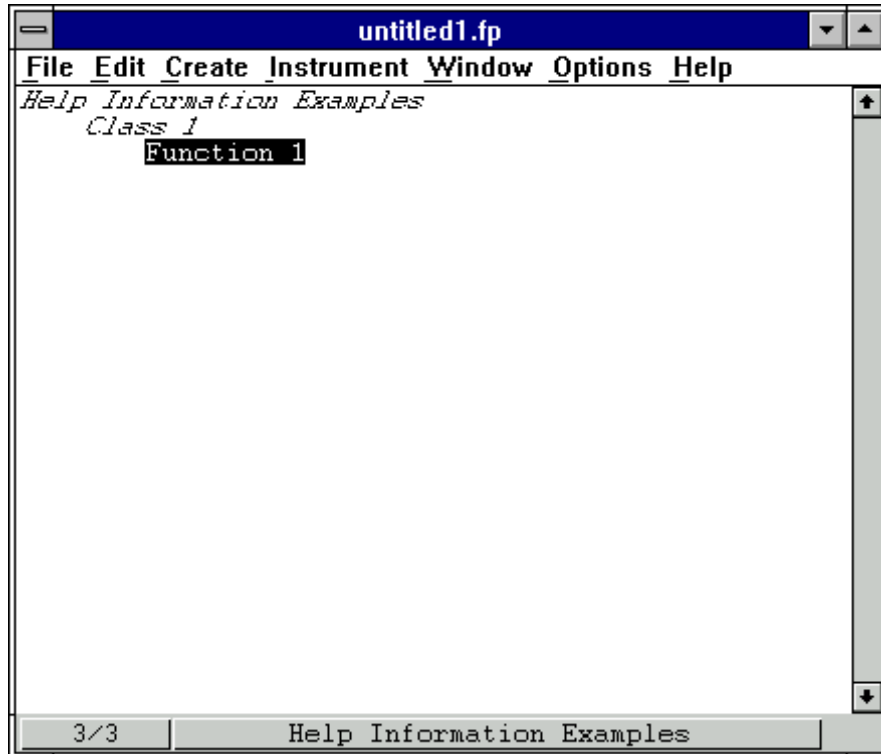 untitled1.fp
File Edit Create Instrument Window Options Help
Help Information Examples
Class 1
Function 1
3/3 Help Information Examples